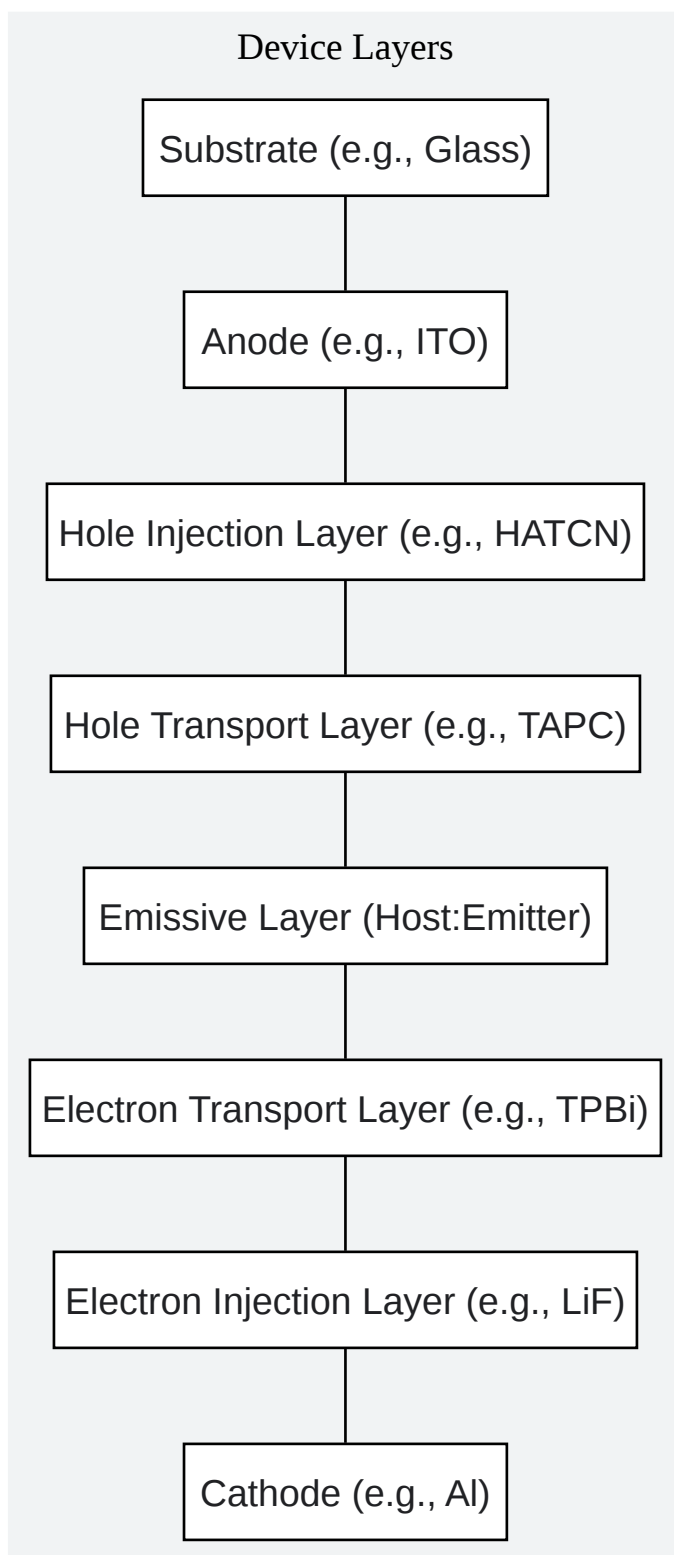 Device Layers
Substrate (e.g., Glass)
Anode (e.g., ITO)
Hole Injection Layer (e.g., HATCN)
Hole Transport Layer (e.g., TAPC)
Emissive Layer (Host:Emitter)
Electron Transport Layer (e.g., TPBi)
Electron Injection Layer (e.g., LiF)
Cathode (e.g., Al)